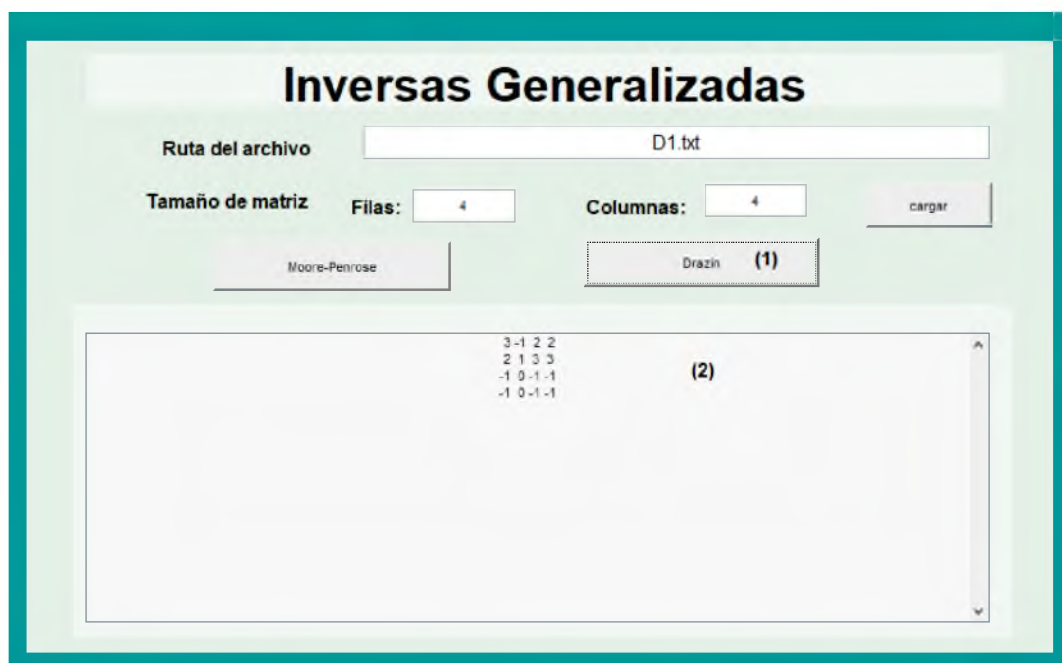 Inversas Generalizadas
Ruta del archivo D1.txt
Tamaño de matriz Filas: 4 Columnas: 4 cargar
Moore-Penrose Drazin (1)
3 -1 2 2
2 1 3 3
-1 0 -1 -1
-1 0 -1 -1
(2)